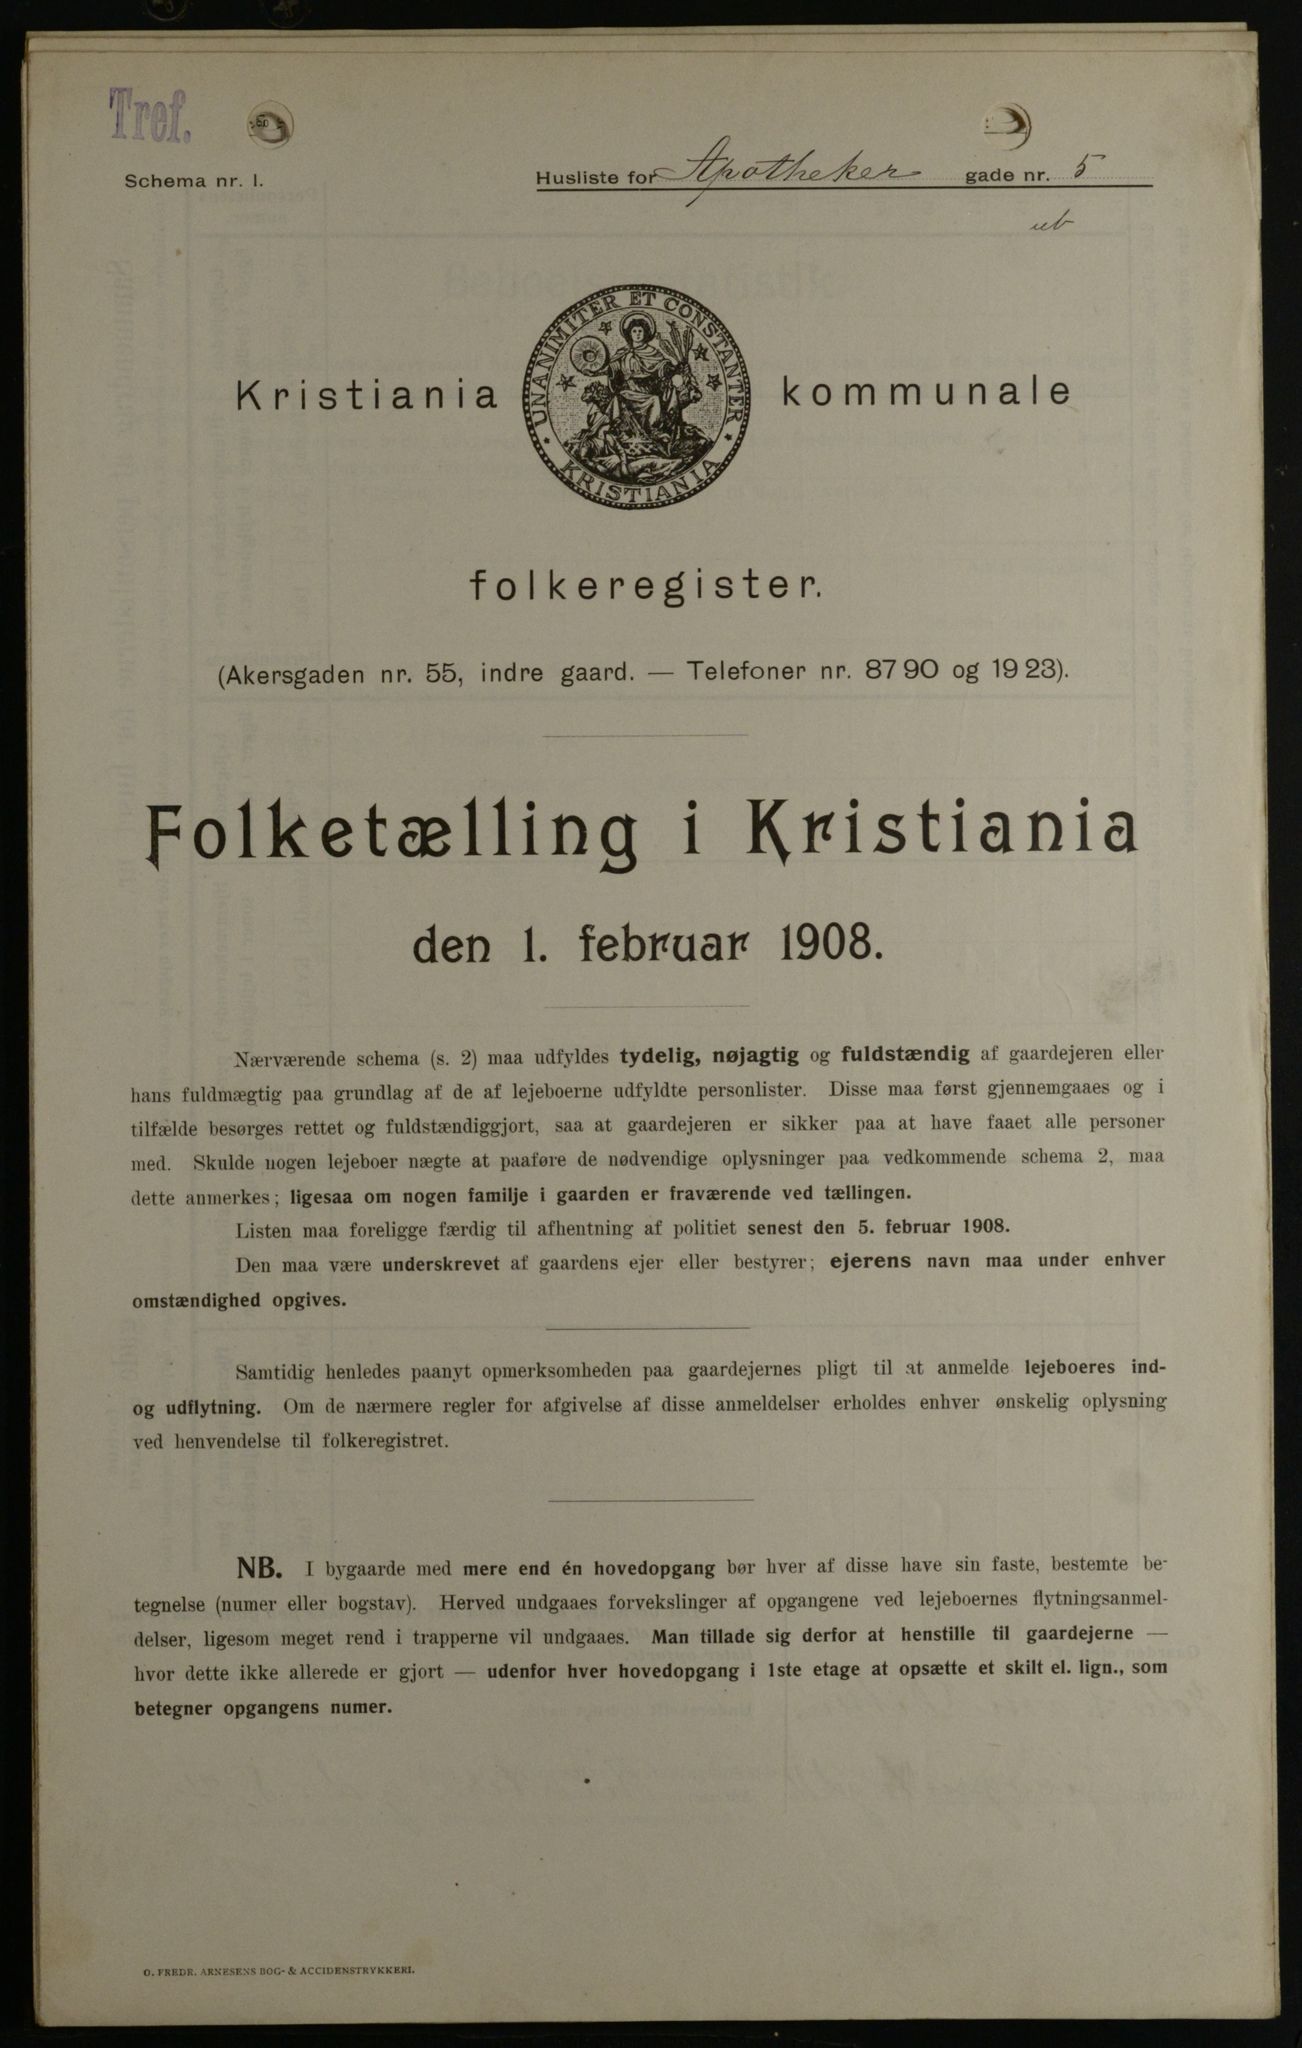 Tref.
Schema nr. 1.
Husliste for Apotheker gade nr. 5
ub
UNANIMITER ET CONSTANTER
KRISTIANIA
Kristiania kommunale
folkeregister.
(Akersgaden nr. 55, indre gaard. — Telefoner nr. 87 90 og 19 23).
Folketælling i Kristiania
den 1. februar 1908.
Nærværende schema (s. 2) maa udfyldes tydelig, nøjagtig og fuldstændig af gaardejeren eller
hans fuldmægtig paa grundlag af de af lejeboerne udfyldte personlister. Disse maa først gjennemgaaes og i
tilfælde besørges rettet og fuldstændiggjort, saa at gaardejeren er sikker paa at have faaet alle personer
med. Skulde nogen lejeboer nægte at paaføre de nødvendige oplysninger paa vedkommende schema 2, maa
dette anmerkes; ligesaa om nogen familje i gaarden er fraværende ved tællingen.
Listen maa foreligge færdig til afhentning af politiet senest den 5. februar 1908.
Den maa være underskrevet af gaardens ejer eller bestyrer; ejerens navn maa under enhver
omstændighed opgives.
Samtidig henledes paanyt opmerksomheden paa gaardejernes pligt til at anmelde lejeboeres ind-
og udflytning. Om de nærmere regler for afgivelse af disse anmeldelser erholdes enhver ønskelig oplysning
ved henvendelse til folkeregistret.
NB. I bygaarde med mere end én hovedopgang bør hver af disse have sin faste, bestemte be-
tegnelse (numer eller bogstav). Herved undgaaes forvekslinger af opgangene ved lejeboernes flytningsanmel-
delser, ligesom meget rend i trapperne vil undgaaes. Man tillade sig derfor at henstille til gaardejerne —
hvor dette ikke allerede er gjort — udenfor hver hovedopgang i 1ste etage at opsætte et skilt el. lign., som
betegner opgangens numer.
O. FREDR. ARNESENS BOG- & ACCIDENSTRYKKERI.